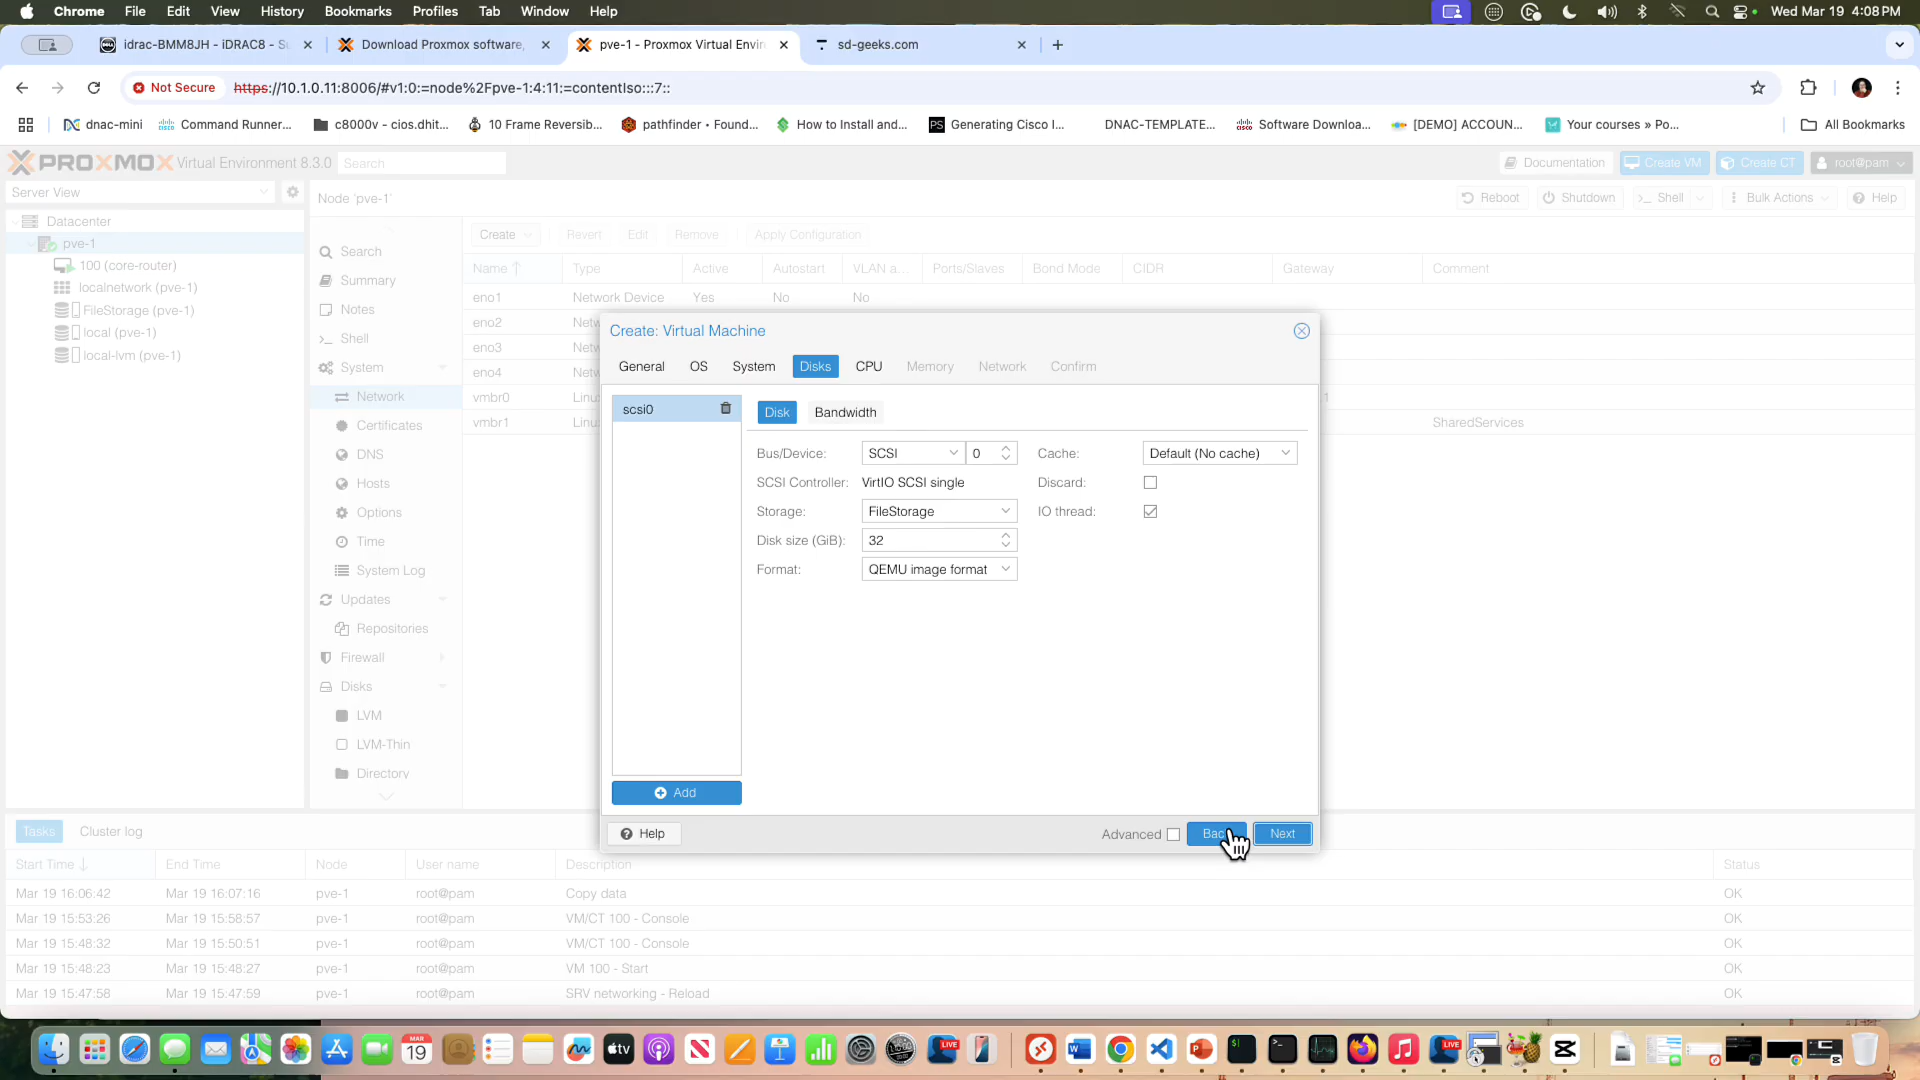 Chrome File Edit View History Bookmarks Profiles Tab Window Help Wed Mar 19 4:08 PM
idrac-BMM8JH - iDRAC8 - S Download Proxmox software, pve-1 - Proxmox Virtual Envir sd-geeks.com
Not Secure https://10.1.0.11:8006/#v1:0:=node%2Fpve-1:4:11:=contentIso:::7::
dnac-mini Command Runner... c8000v - cios.dhit... 10 Frame Reversib... pathfinder • Found... How to Install and... PS Generating Cisco I... DNAC-TEMPLATE... Software Downloa... [DEMO] ACCOUN... Your courses » Po... All Bookmarks
PROXMOX Virtual Environment 8.3.0 Search Documentation Create VM Create CT root@pam
Server View
Node 'pve-1' Reboot Shutdown >_ Shell Bulk Actions Help
Datacenter
pve-1
100 (core-router)
localnetwork (pve-1)
FileStorage (pve-1)
local (pve-1)
local-lvm (pve-1)
Search
Summary
Notes
>_ Shell
System
Network
Certificates
DNS
Hosts
Options
Time
System Log
Updates
Repositories
Firewall
Disks
LVM
LVM-Thin
Directory
Create Revert Edit Remove Apply Configuration
Name Type Active Autostart VLAN a... Ports/Slaves Bond Mode CIDR Gateway Comment
eno1 Network Device Yes No No
eno2 Netw
eno3 Netw
eno4 Netw
vmbr0 Linu 1
vmbr1 Linu SharedServices
Create: Virtual Machine
General OS System Disks CPU Memory Network Confirm
scsi0
Disk Bandwidth
Bus/Device: SCSI 0 Cache: Default (No cache)
SCSI Controller: VirtIO SCSI single Discard:
Storage: FileStorage IO thread:
Disk size (GiB): 32
Format: QEMU image format
Add
Help Advanced Bac Next
Tasks Cluster log
Start Time End Time Node User name Description Status
Mar 19 16:06:42 Mar 19 16:07:16 pve-1 root@pam Copy data OK
Mar 19 15:53:26 Mar 19 15:58:57 pve-1 root@pam VM/CT 100 - Console OK
Mar 19 15:48:32 Mar 19 15:50:51 pve-1 root@pam VM/CT 100 - Console OK
Mar 19 15:48:23 Mar 19 15:48:27 pve-1 root@pam VM 100 - Start OK
Mar 19 15:47:58 Mar 19 15:47:59 pve-1 root@pam SRV networking - Reload OK
MAR 19 tv LIVE W $| >_ P LIVE